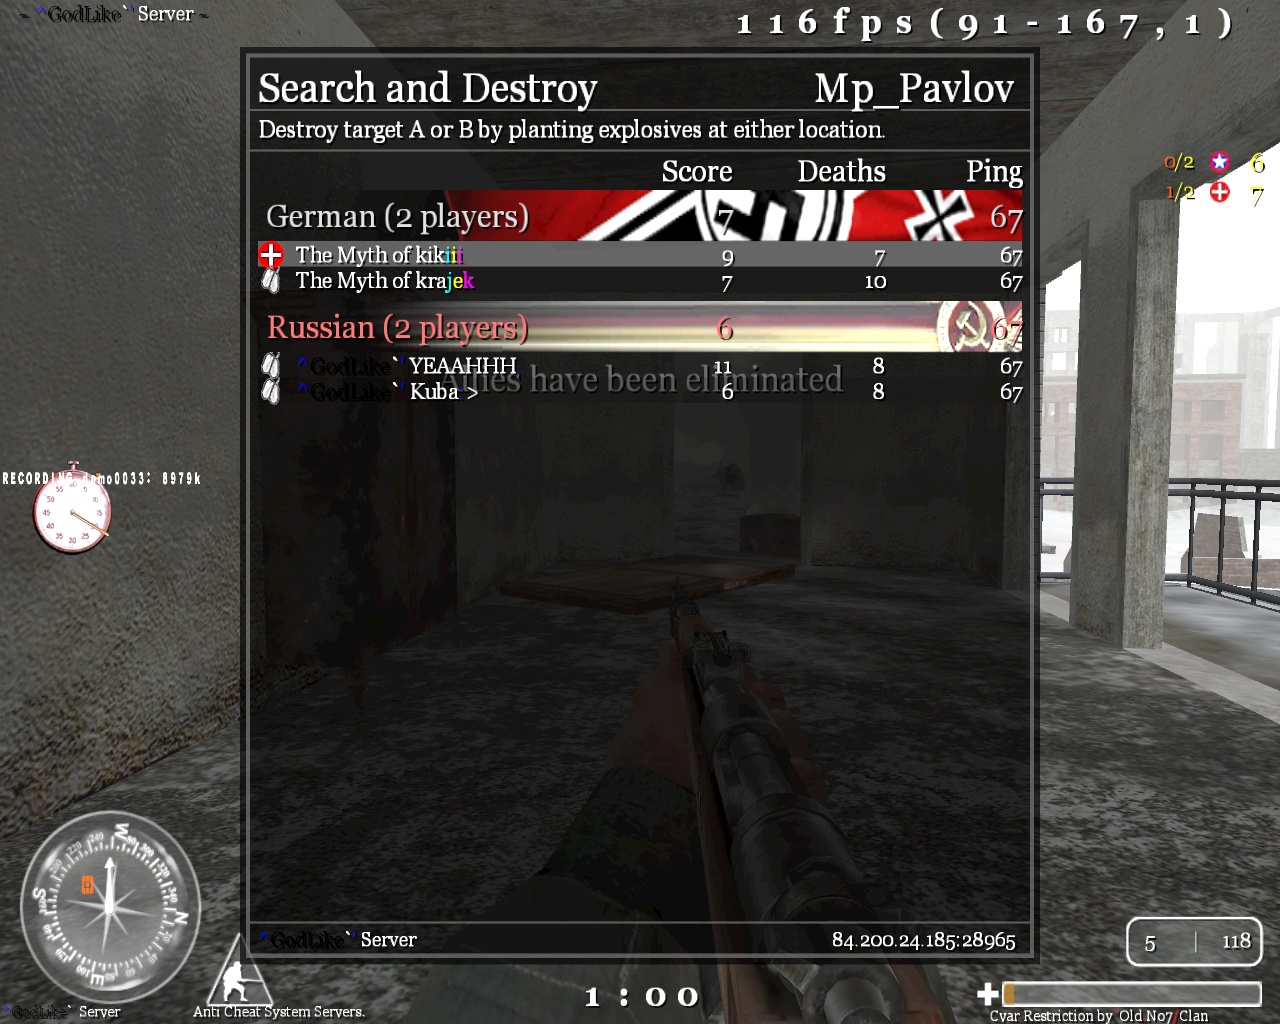 ~ ^GodLike`' Server ~
116fps(91-167,1)
Search and Destroy Mp_Pavlov
Destroy target A or B by planting explosives at either location.
Score Deaths Ping
0/2 6
1/2 7
German (2 players) 7 67
The Myth of kikiii 9 7 67
The Myth of krajek 7 10 67
Russian (2 players) 6 67
^GodLike`' YEAAHHH 11 8 67
Allies have been eliminated
^GodLike`' Kuba > 6 8 67
RECORDING demo0033: 8979k
^GodLike`' Server 84.200.24.185:28965
5 | 118
1:00
^GodLike`' Server
Anti Cheat System Servers.
Cvar Restriction by Old No7/Clan